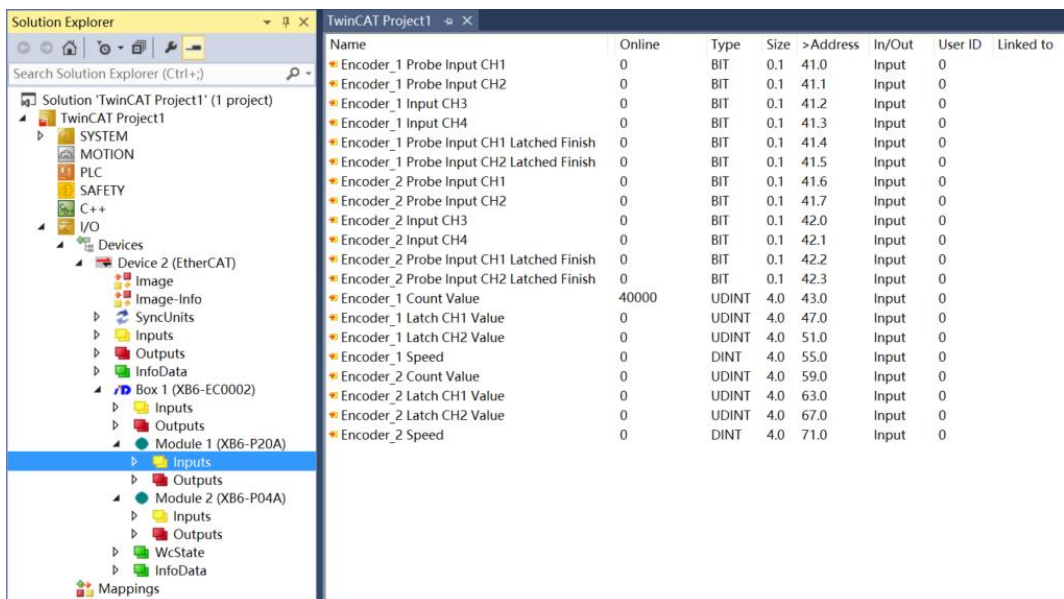 Solution Explorer
Search Solution Explorer (Ctrl+;)
Solution 'TwinCAT Project1' (1 project)
TwinCAT Project1
SYSTEM
MOTION
PLC
SAFETY
C++
I/O
Devices
Device 2 (EtherCAT)
Image
Image-Info
SyncUnits
Inputs
Outputs
InfoData
Box 1 (XB6-EC0002)
Inputs
Outputs
Module 1 (XB6-P20A)
Inputs
Outputs
Module 2 (XB6-P04A)
Inputs
Outputs
WcState
InfoData
Mappings
TwinCAT Project1
Name Online Type Size >Address In/Out User ID Linked to
Encoder_1 Probe Input CH1 0 BIT 0.1 41.0 Input 0
Encoder_1 Probe Input CH2 0 BIT 0.1 41.1 Input 0
Encoder_1 Input CH3 0 BIT 0.1 41.2 Input 0
Encoder_1 Input CH4 0 BIT 0.1 41.3 Input 0
Encoder_1 Probe Input CH1 Latched Finish 0 BIT 0.1 41.4 Input 0
Encoder_1 Probe Input CH2 Latched Finish 0 BIT 0.1 41.5 Input 0
Encoder_2 Probe Input CH1 0 BIT 0.1 41.6 Input 0
Encoder_2 Probe Input CH2 0 BIT 0.1 41.7 Input 0
Encoder_2 Input CH3 0 BIT 0.1 42.0 Input 0
Encoder_2 Input CH4 0 BIT 0.1 42.1 Input 0
Encoder_2 Probe Input CH1 Latched Finish 0 BIT 0.1 42.2 Input 0
Encoder_2 Probe Input CH2 Latched Finish 0 BIT 0.1 42.3 Input 0
Encoder_1 Count Value 40000 UDINT 4.0 43.0 Input 0
Encoder_1 Latch CH1 Value 0 UDINT 4.0 47.0 Input 0
Encoder_1 Latch CH2 Value 0 UDINT 4.0 51.0 Input 0
Encoder_1 Speed 0 DINT 4.0 55.0 Input 0
Encoder_2 Count Value 0 UDINT 4.0 59.0 Input 0
Encoder_2 Latch CH1 Value 0 UDINT 4.0 63.0 Input 0
Encoder_2 Latch CH2 Value 0 UDINT 4.0 67.0 Input 0
Encoder_2 Speed 0 DINT 4.0 71.0 Input 0